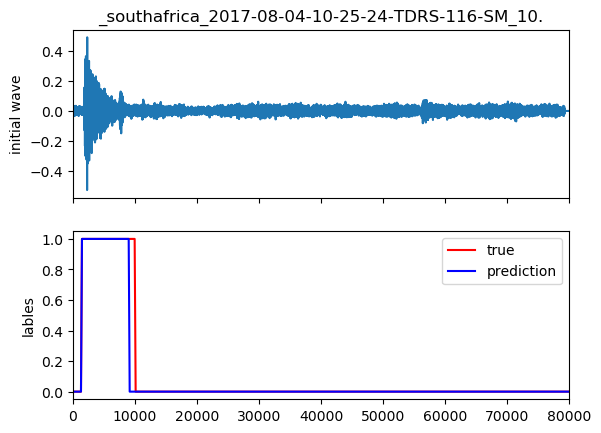 _southafrica_2017-08-04-10-25-24-TDRS-116-SM_10.
initial wave
0.4
0.2
0.0
−0.2
−0.4
lables
1.0
0.8
0.6
0.4
0.2
0.0
true
prediction
0 10000 20000 30000 40000 50000 60000 70000 80000